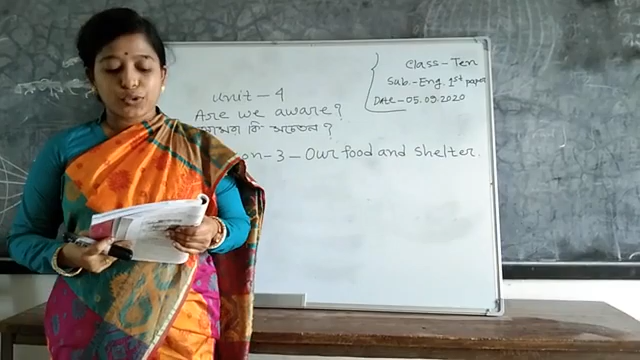 Class-Ten
Sub.-Eng. 1st paper
Date-05.09.2020
Unit-4
Are we aware?
আমরা কি সচেতন?
on-3-Our food and shelter.